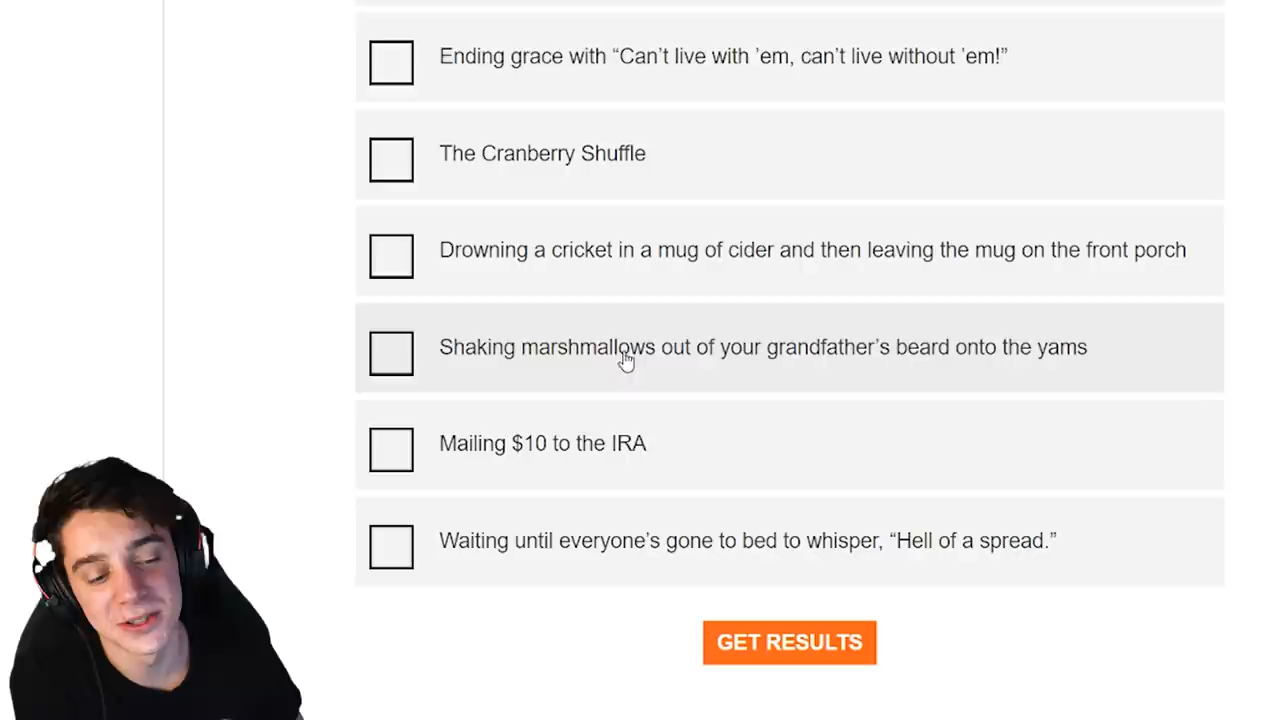 Ending grace with “Can’t live with ’em, can’t live without ’em!”
The Cranberry Shuffle
Drowning a cricket in a mug of cider and then leaving the mug on the front porch
Shaking marshmallows out of your grandfather’s beard onto the yams
Mailing $10 to the IRA
Waiting until everyone’s gone to bed to whisper, “Hell of a spread.”
GET RESULTS